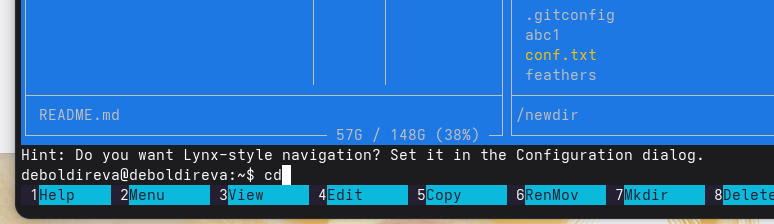 .gitconfig
abc1
conf.txt
feathers
README.md
/newdir
57G / 148G (38%)
Hint: Do you want Lynx-style navigation? Set it in the Configuration dialog.
deboldireva@deboldireva:~$ cd
1Help 2Menu 3View 4Edit 5Copy 6RenMov 7Mkdir 8Delete